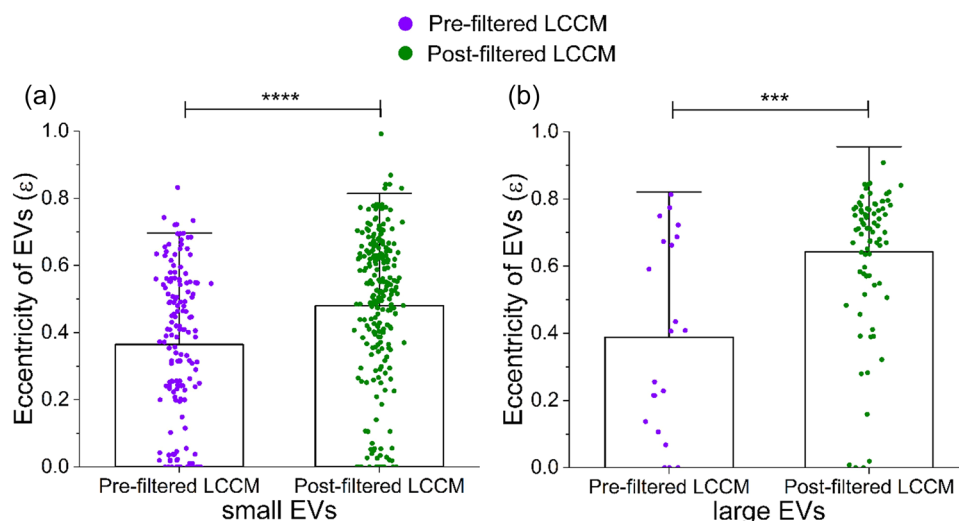 Pre-filtered LCCM
Post-filtered LCCM
(a)
****
Eccentricity of EVs (ε)
1.0
0.8
0.6
0.4
0.2
0.0
Pre-filtered LCCM Post-filtered LCCM
small EVs
(b)
***
Eccentricity of EVs (ε)
1.0
0.8
0.6
0.4
0.2
0.0
Pre-filtered LCCM Post-filtered LCCM
large EVs